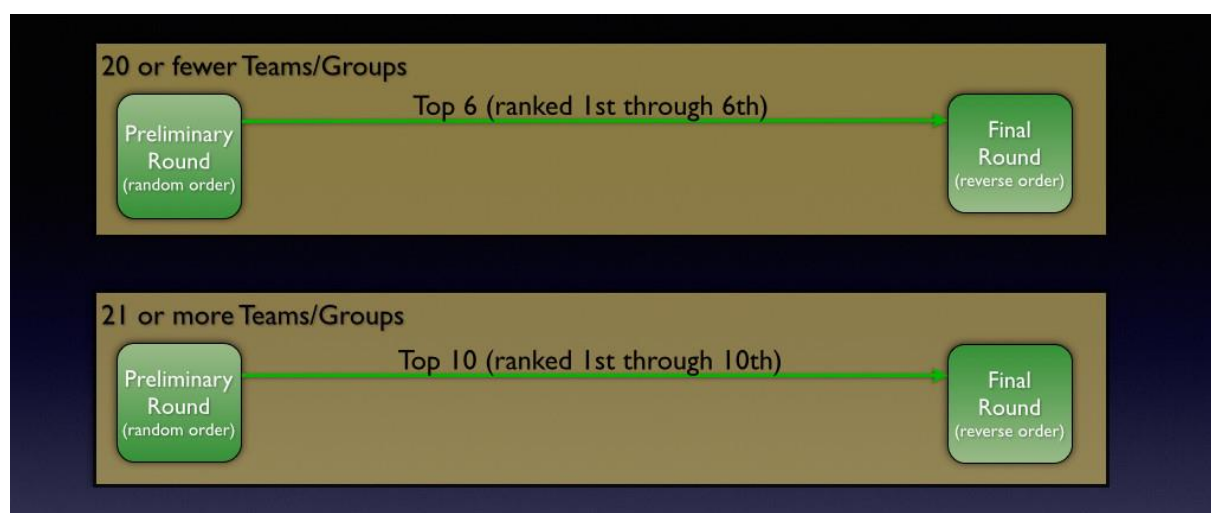 20 or fewer Teams/Groups
Top 6 (ranked 1st through 6th)
Preliminary
Round
(random order)
Final
Round
(reverse order)
21 or more Teams/Groups
Top 10 (ranked 1st through 10th)
Preliminary
Round
(random order)
Final
Round
(reverse order)